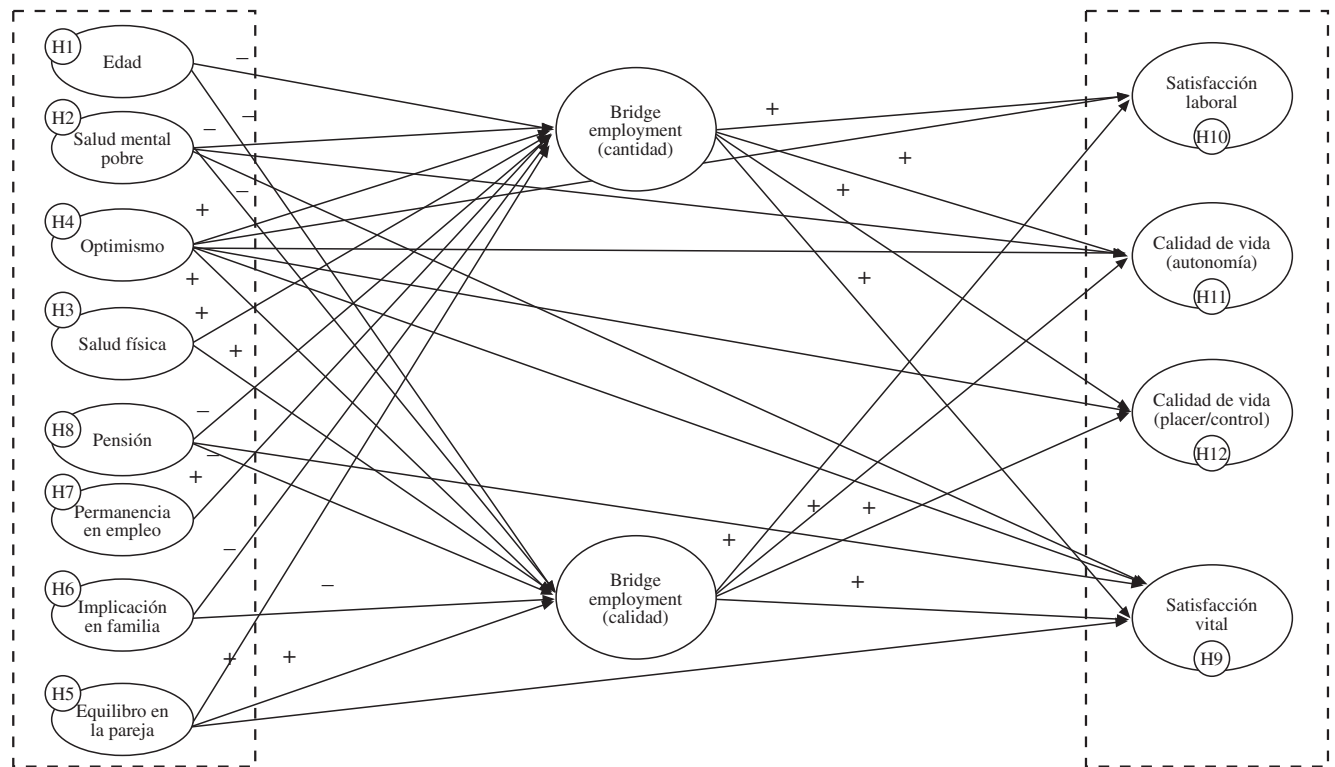 H1
Edad
H2
Salud mental
pobre
H4
Optimismo
H3
Salud física
H8
Pensión
H7
Permanencia
en empleo
H6
Implicación
en familia
H5
Equilibro en
la pareja
–
–
–
–
+
+
+
+
–
–
+
–
–
+
+
Bridge
employment
(cantidad)
Bridge
employment
(calidad)
+
+
+
+
+
+
+
+
Satisfacción
laboral
H10
Calidad de vida
(autonomía)
H11
Calidad de vida
(placer/control)
H12
Satisfacción
vital
H9